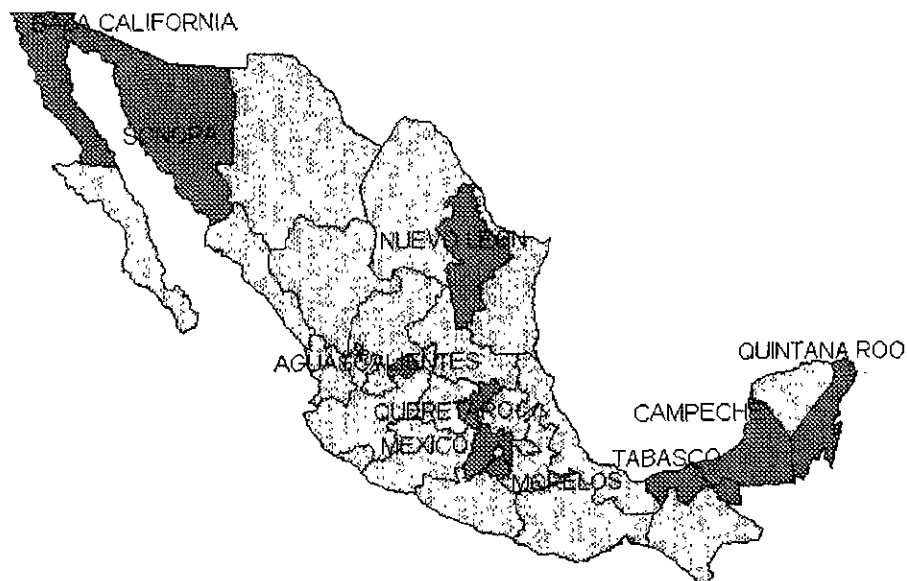 BAJA CALIFORNIA
SONORA
NUEVO LEON
AGUASCALIENTES
QUINTANA ROO
QUERETARO
CAMPECHE
MEXICO
TABASCO
MORELOS